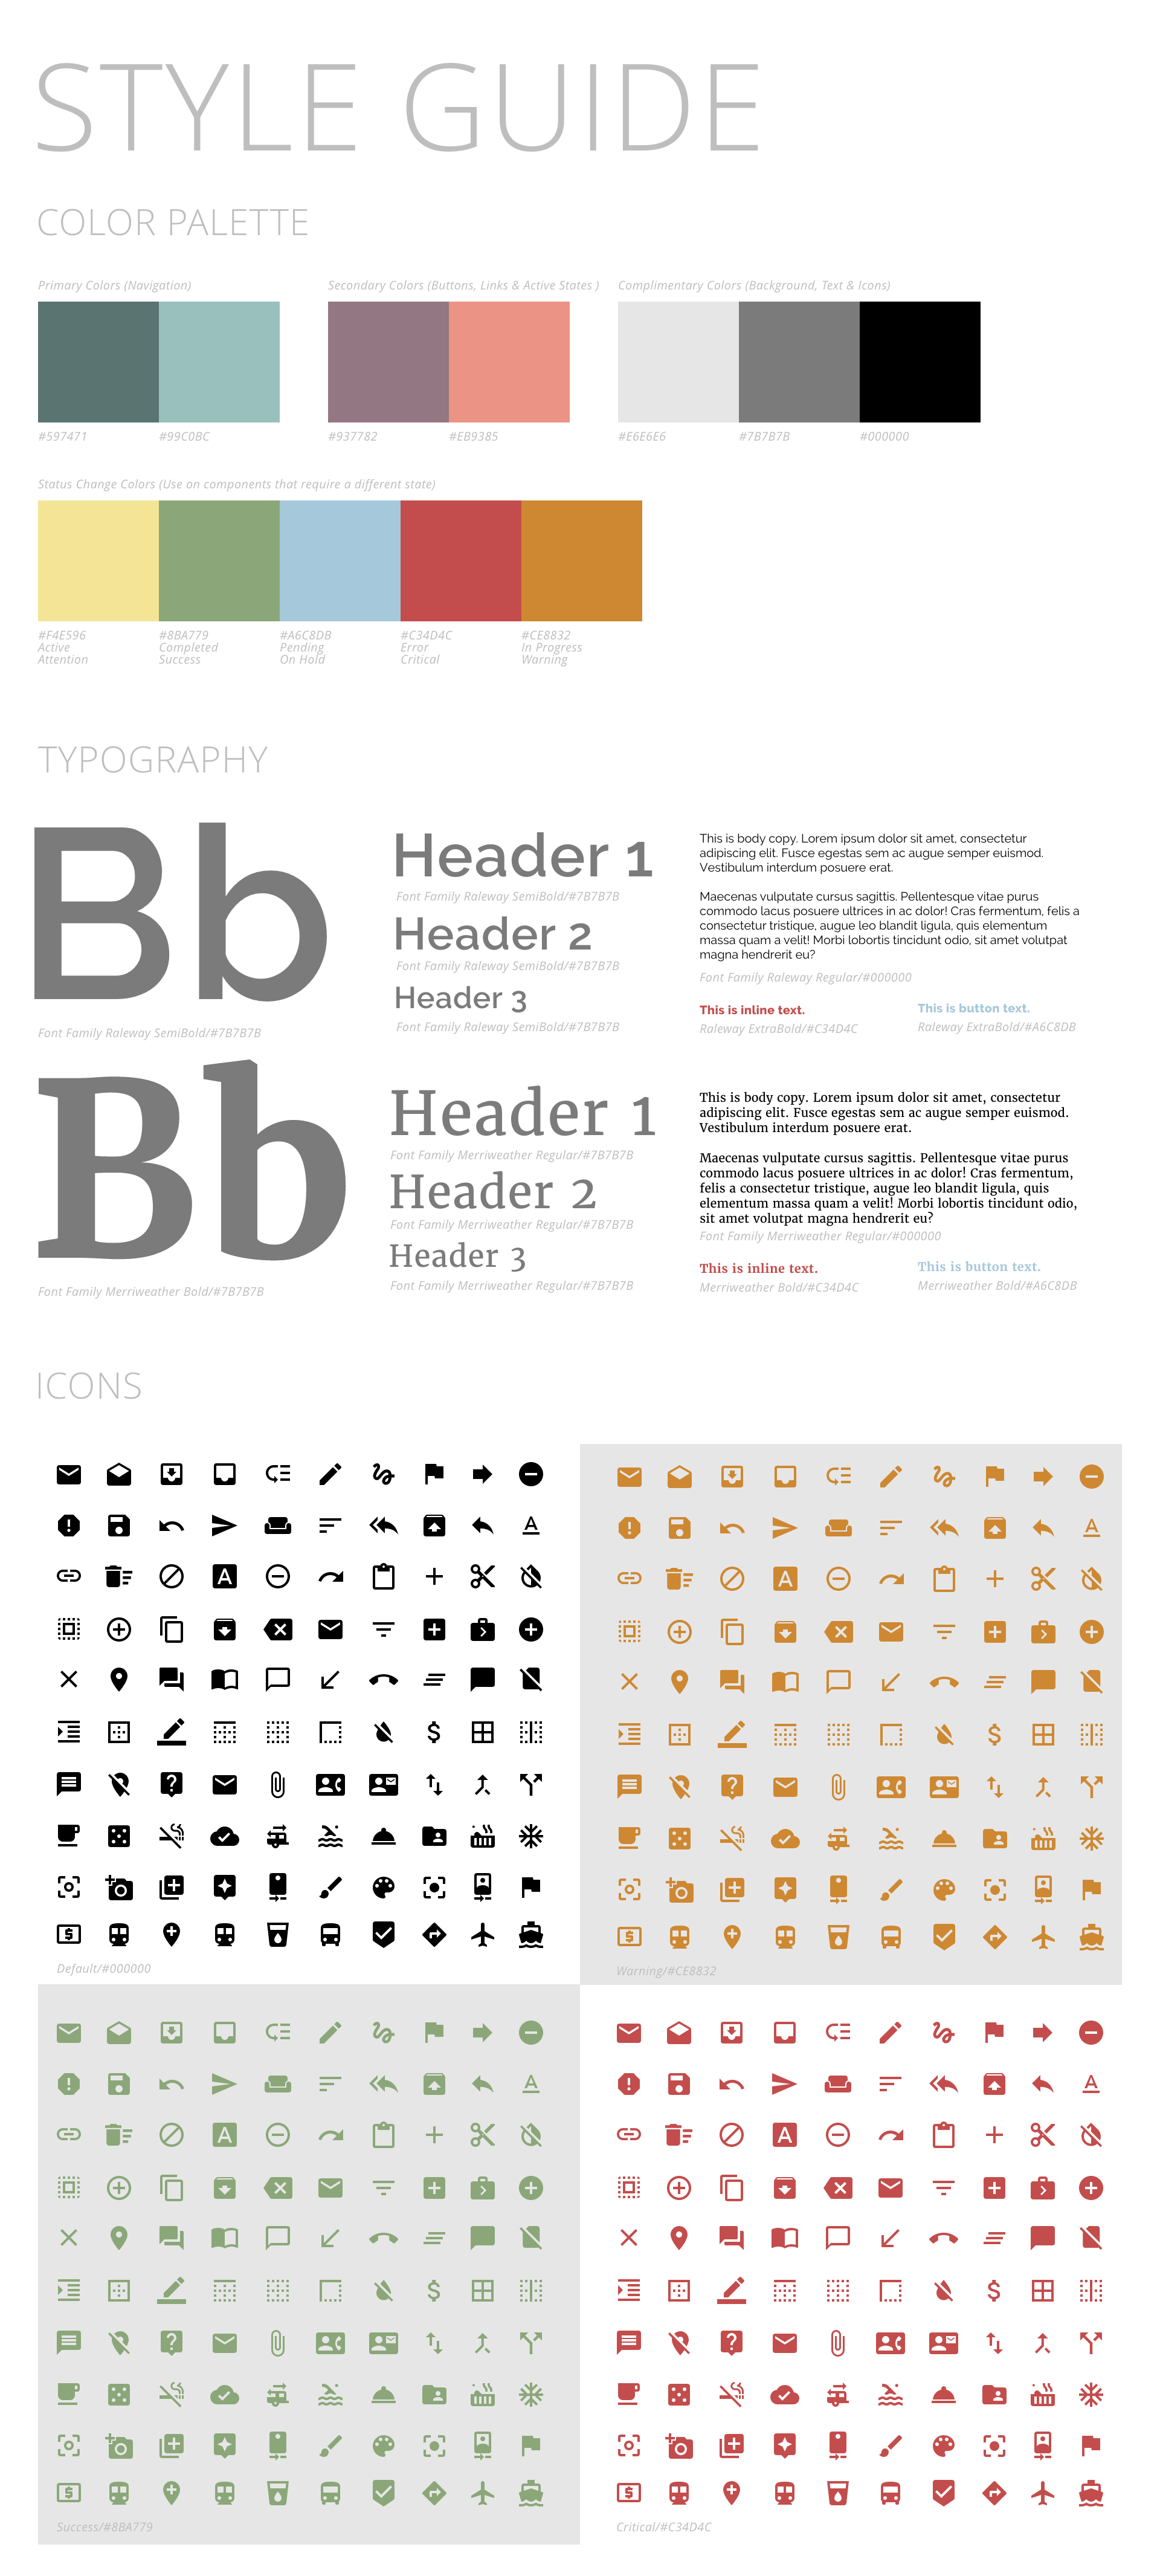 STYLE GUIDE
COLOR PALETTE
Primary Colors (Navigation)
Secondary Colors (Buttons, Links & Active States )
Complimentary Colors (Background, Text & Icons)
#597471
#99C0BC
#937782
#EB9385
#E6E6E6
#7B7B7B
#000000
Status Change Colors (Use on components that require a different state)
#F4E596
Active
Attention
#8BA779
Completed
Success
#A6C8DB
Pending
On Hold
#C34D4C
Error
Critical
#CE8832
In Progress
Warning
TYPOGRAPHY
Bb
Font Family Raleway SemiBold/#7B7B7B
Header 1
Font Family Raleway SemiBold/#7B7B7B
Header 2
Font Family Raleway SemiBold/#7B7B7B
Header 3
Font Family Raleway SemiBold/#7B7B7B
This is body copy. Lorem ipsum dolor sit amet, consectetur
adipiscing elit. Fusce egestas sem ac augue semper euismod.
Vestibulum interdum posuere erat.
Maecenas vulputate cursus sagittis. Pellentesque vitae purus
commodo lacus posuere ultrices in ac dolor! Cras fermentum, felis a
consectetur tristique, augue leo blandit ligula, quis elementum
massa quam a velit! Morbi lobortis tincidunt odio, sit amet volutpat
magna hendrerit eu?
Font Family Raleway Regular/#000000
This is inline text.
Raleway ExtraBold/#C34D4C
This is button text.
Raleway ExtraBold/#A6C8DB
Bb
Font Family Merriweather Bold/#7B7B7B
Header 1
Font Family Merriweather Regular/#7B7B7B
Header 2
Font Family Merriweather Regular/#7B7B7B
Header 3
Font Family Merriweather Regular/#7B7B7B
This is body copy. Lorem ipsum dolor sit amet, consectetur
adipiscing elit. Fusce egestas sem ac augue semper euismod.
Vestibulum interdum posuere erat.
Maecenas vulputate cursus sagittis. Pellentesque vitae purus
commodo lacus posuere ultrices in ac dolor! Cras fermentum,
felis a consectetur tristique, augue leo blandit ligula, quis
elementum massa quam a velit! Morbi lobortis tincidunt odio,
sit amet volutpat magna hendrerit eu?
Font Family Merriweather Regular/#000000
This is inline text.
Merriweather Bold/#C34D4C
This is button text.
Merriweather Bold/#A6C8DB
ICONS
Default/#000000
Warning/#CE8832
Success/#8BA779
Critical/#C34D4C